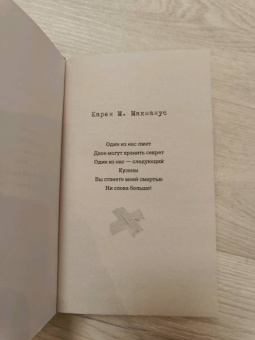 Карен М. Макманус
Один из нас лжет
Двое могут хранить секрет
Один из нас — следующий
Кузены
Вы станете моей смертью
Ни слова больше!